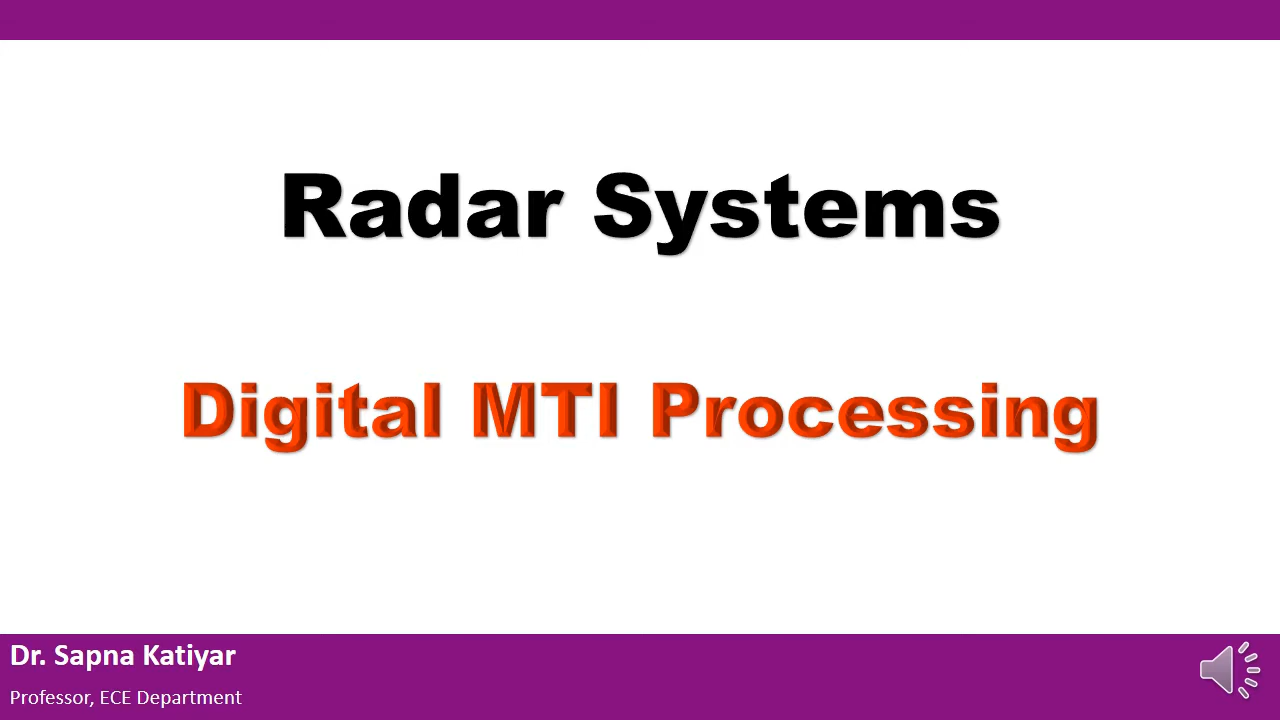 Radar Systems
Digital MTI Processing
Dr. Sapna Katiyar
Professor, ECE Department